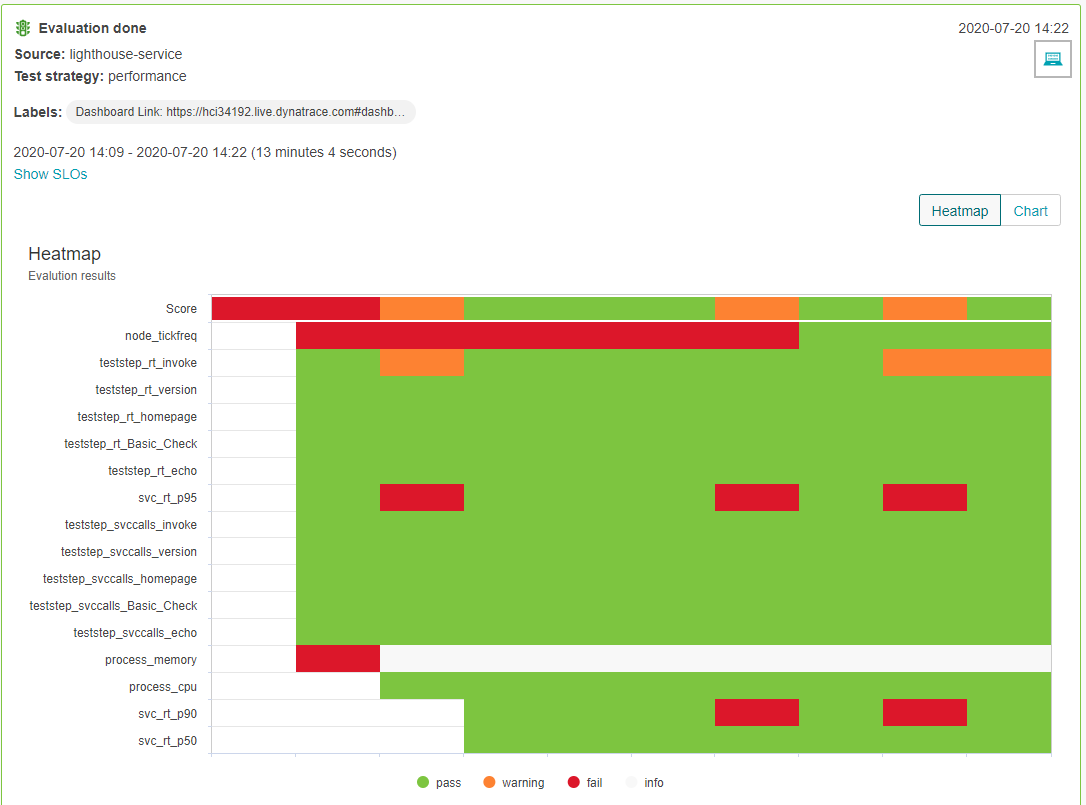 Evaluation done
2020-07-20 14:22
Source: lighthouse-service
Test strategy: performance
Labels: Dashboard Link: https://hci34192.live.dynatrace.com#dashb...
2020-07-20 14:09 - 2020-07-20 14:22 (13 minutes 4 seconds)
Show SLOs
Heatmap Chart
Heatmap
Evalution results
Score
node_tickfreq
teststep_rt_invoke
teststep_rt_version
teststep_rt_homepage
teststep_rt_Basic_Check
teststep_rt_echo
svc_rt_p95
teststep_svccalls_invoke
teststep_svccalls_version
teststep_svccalls_homepage
teststep_svccalls_Basic_Check
teststep_svccalls_echo
process_memory
process_cpu
svc_rt_p90
svc_rt_p50
pass warning fail info